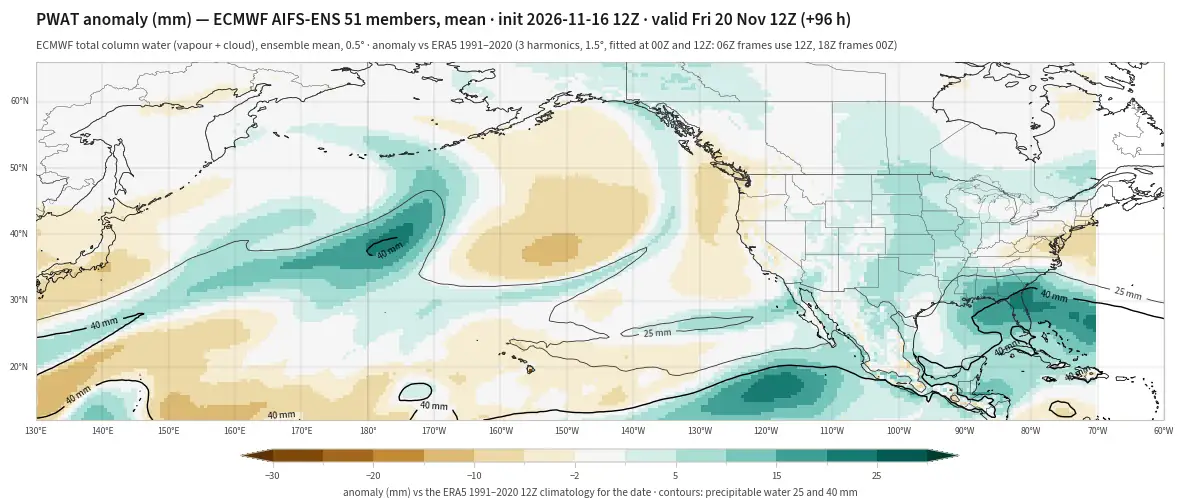 PWAT anomaly (mm) — ECMWF AIFS-ENS 51 members, mean · init 2026-11-16 12Z · valid Fri 20 Nov 12Z (+96 h)
ECMWF total column water (vapour + cloud), ensemble mean, 0.5° · anomaly vs ERA5 1991–2020 (3 harmonics, 1.5°, fitted at 00Z and 12Z: 06Z frames use 12Z, 18Z frames 00Z)
60°N
50°N
40°N
30°N
20°N
40 mm
40 mm
40 mm
40 mm
40 mm
25 mm
40 mm
25 mm
40 mm
40 mm
130°E
140°E
150°E
160°E
170°E
180°
170°W
160°W
150°W
140°W
130°W
120°W
110°W
100°W
90°W
80°W
70°W
60°W
−30
−20
−10
−2
5
15
25
anomaly (mm) vs the ERA5 1991–2020 12Z climatology for the date · contours: precipitable water 25 and 40 mm